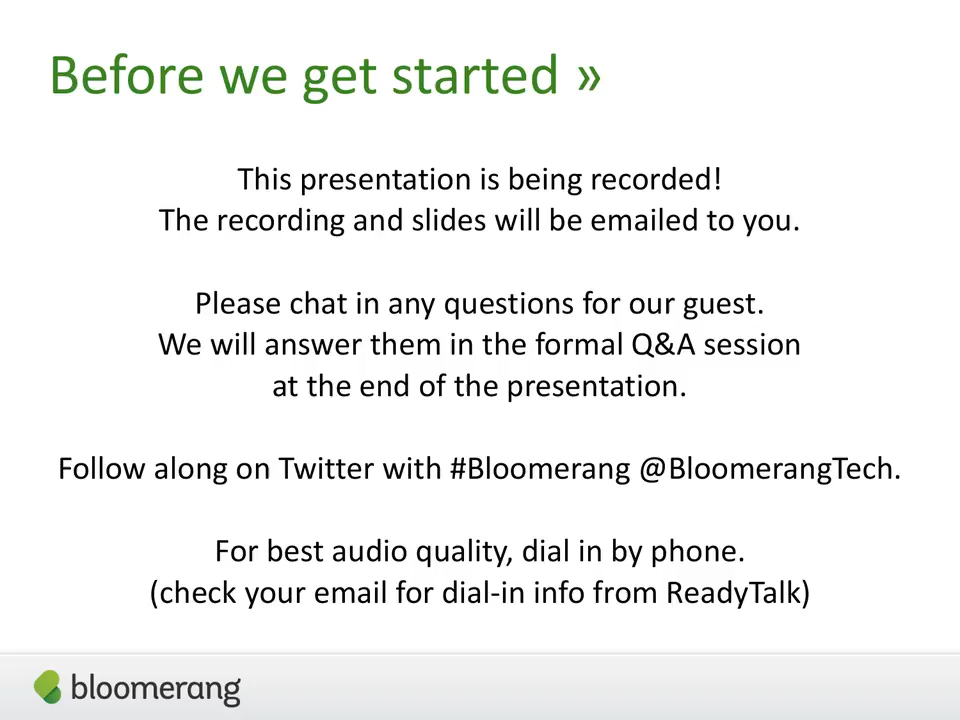 Before we get started »
This presentation is being recorded!
The recording and slides will be emailed to you.
Please chat in any questions for our guest.
We will answer them in the formal Q&A session
at the end of the presentation.
Follow along on Twitter with #Bloomerang @BloomerangTech.
For best audio quality, dial in by phone.
(check your email for dial-in info from ReadyTalk)
bloomerang